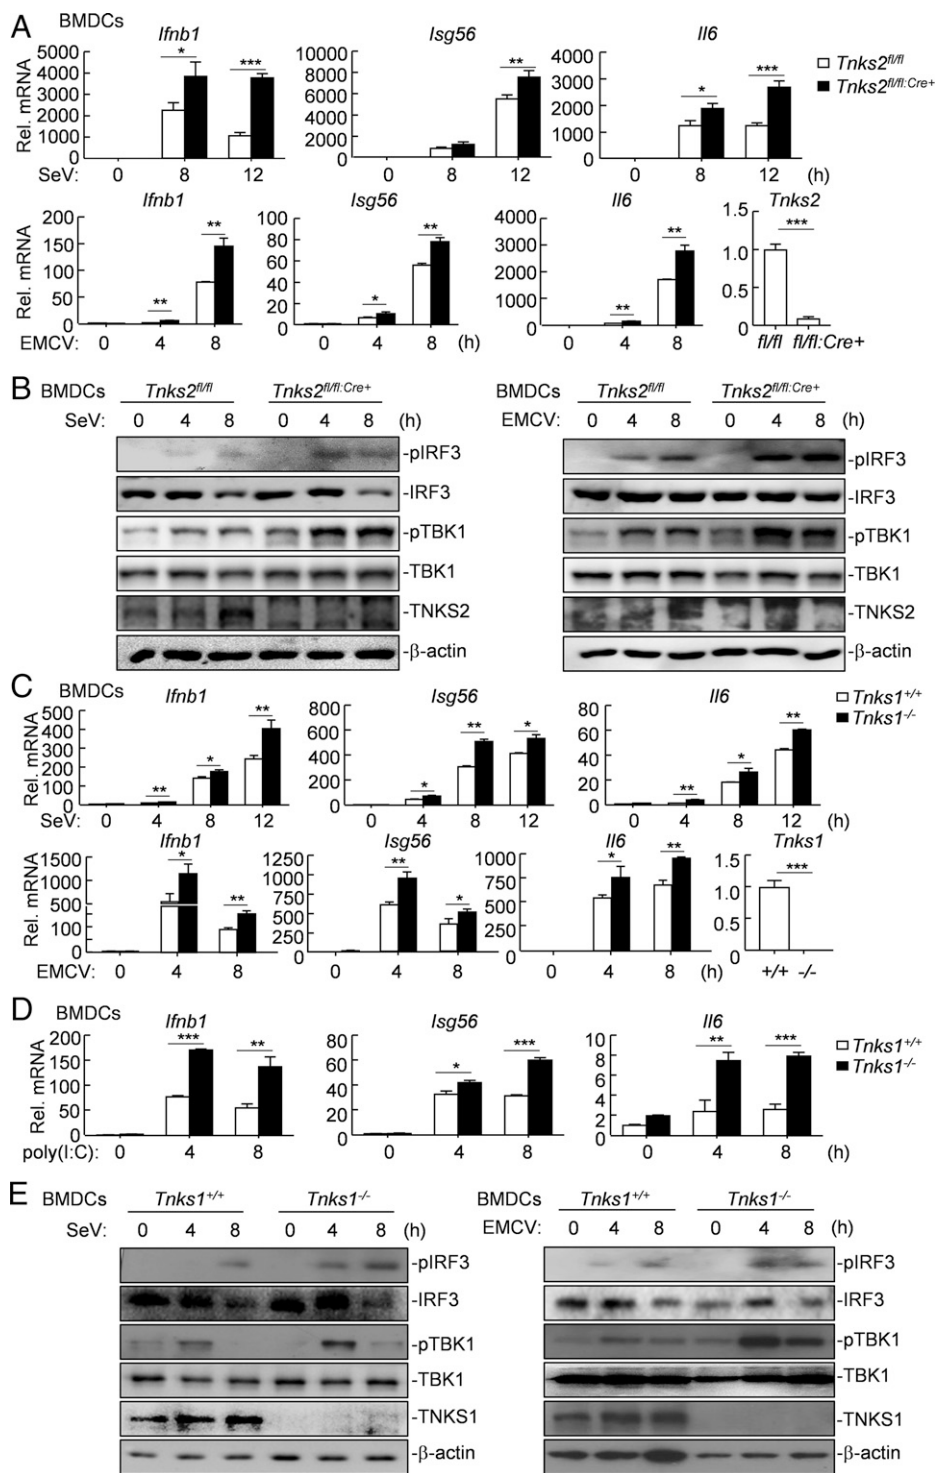 A BMDCs
Ifnb1 Isg56 Il6
Rel. mRNA
5000 4000 3000 2000 1000 0
10000 8000 6000 4000 2000 0
4000 3000 2000 1000 0
* *** ** * ***
Tnks2fl/fl
Tnks2fl/fl:Cre+
SeV: 0 8 12 0 8 12 0 8 12 (h)
Ifnb1 Isg56 Il6 Tnks2
Rel. mRNA
200 150 100 50 0
100 80 60 40 20 0
4000 3000 2000 1000 0
1.5 1.0 0.5 0
** ** * ** ** ** ***
EMCV: 0 4 8 0 4 8 (h) 0 4 8 fl/fl fl/fl:Cre+
B BMDCs Tnks2fl/fl Tnks2fl/fl:Cre+
SeV: 0 4 8 0 4 8 (h)
-pIRF3
-IRF3
-pTBK1
-TBK1
-TNKS2
-β-actin
BMDCs Tnks2fl/fl Tnks2fl/fl:Cre+
EMCV: 0 4 8 0 4 8 (h)
-pIRF3
-IRF3
-pTBK1
-TBK1
-TNKS2
-β-actin
C BMDCs
Ifnb1 Isg56 Il6
Rel. mRNA
500 400 300 200 100 0
800 600 400 200 0
60 40 20 0
** * ** * ** * ** * **
Tnks1+/+
Tnks1-/-
SeV: 0 4 8 12 0 4 8 12 0 4 8 12 (h)
Ifnb1 Isg56 Il6 Tnks1
Rel. mRNA
1500 1000 500 100 0
1250 1000 750 500 250 0
1000 750 500 250 0
1.5 1.0 0.5 0
* ** ** * * ** ***
EMCV: 0 4 8 0 4 8 0 4 8 (h) +/+ -/-
D BMDCs
Ifnb1 Isg56 Il6
Rel. mRNA
200 150 100 50 0
80 60 40 20 0
8 6 4 2 0
*** ** * *** ** ***
Tnks1+/+
Tnks1-/-
poly(I:C): 0 4 8 0 4 8 0 4 8 (h)
E BMDCs Tnks1+/+ Tnks1-/-
SeV: 0 4 8 0 4 8 (h)
-pIRF3
-IRF3
-pTBK1
-TBK1
-TNKS1
-β-actin
BMDCs Tnks1+/+ Tnks1-/-
EMCV: 0 4 8 0 4 8 (h)
-pIRF3
-IRF3
-pTBK1
-TBK1
-TNKS1
-β-actin